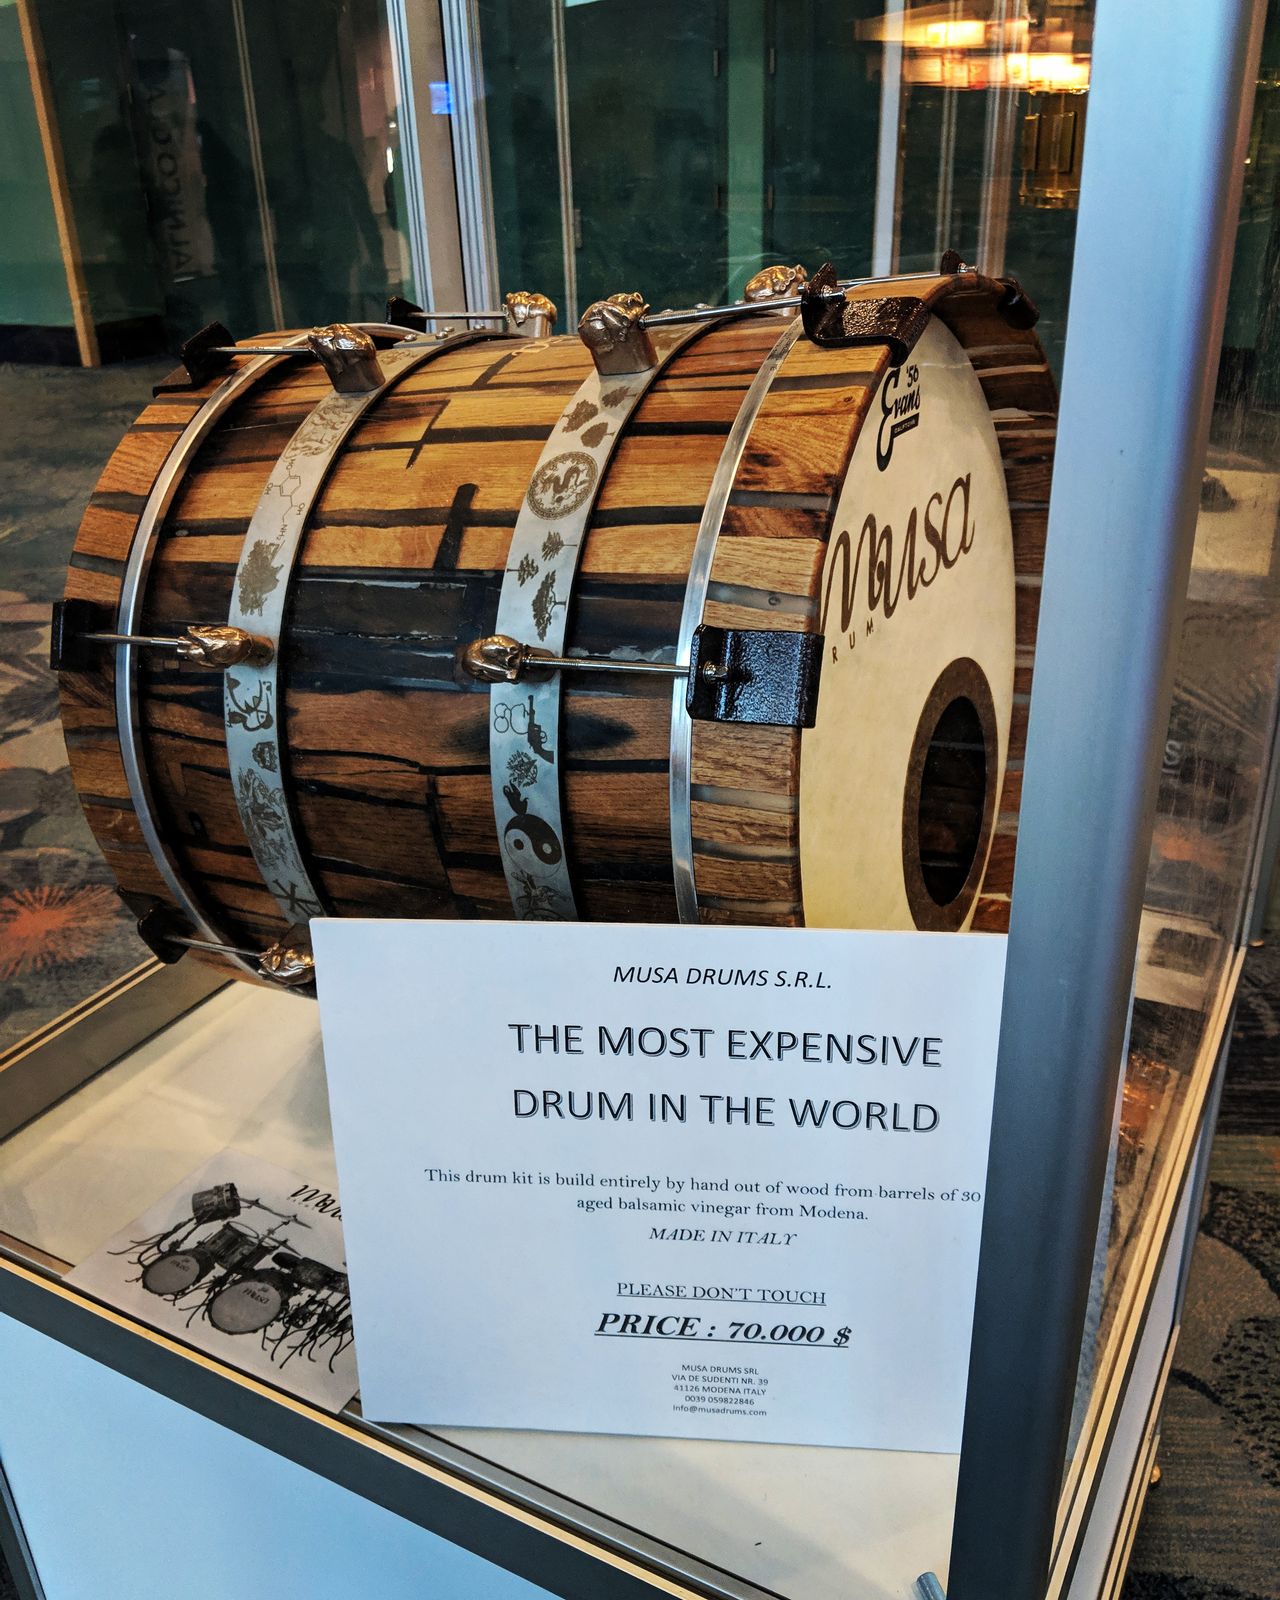 '56
Evans
CALFTONE
Musa
MUSA DRUMS S.R.L.
THE MOST EXPENSIVE
DRUM IN THE WORLD
This drum kit is build entirely by hand out of wood from barrels of 30
aged balsamic vinegar from Modena.
MADE IN ITALY
PLEASE DON'T TOUCH
PRICE : 70.000 $
MUSA DRUMS SRL
VIA DE SUDENTI NR. 39
41126 MODENA ITALY
0039 059822846
Info@musadrums.com